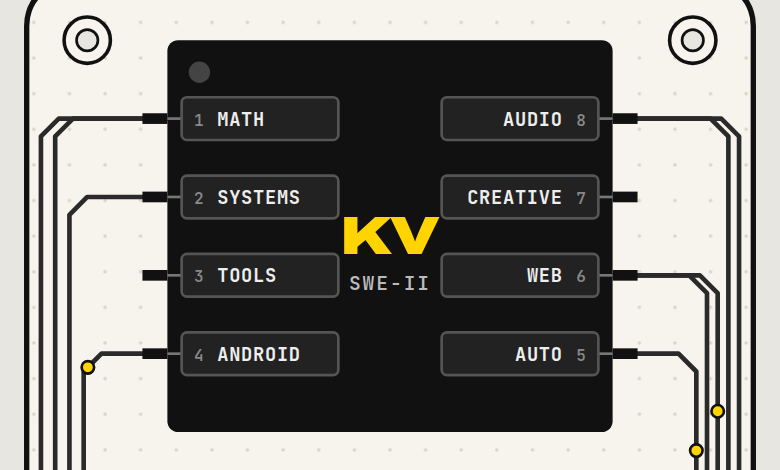 1 MATH
AUDIO 8
2 SYSTEMS
CREATIVE 7
KV
3 TOOLS
SWE-II
WEB 6
4 ANDROID
AUTO 5